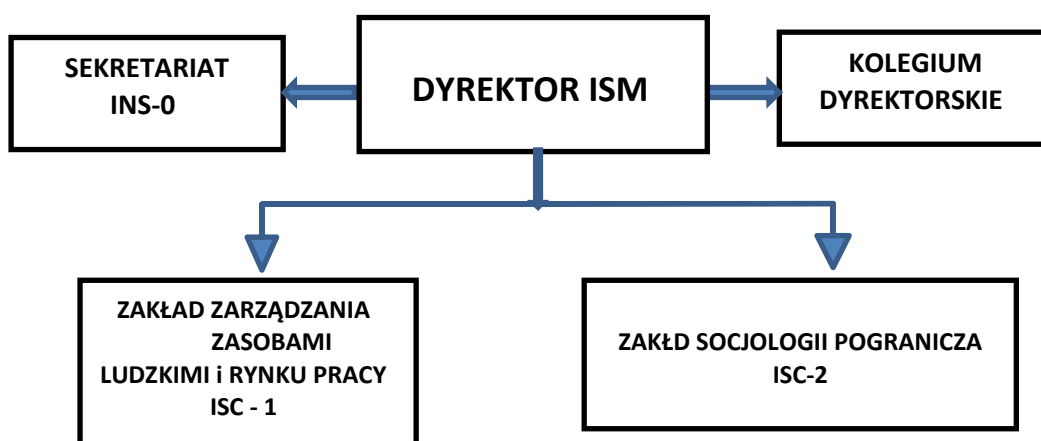 SEKRETARIAT
INS-0
DYREKTOR ISM
KOLEGIUM
DYREKTORSKIE
ZAKŁAD ZARZĄDZANIA
ZASOBAMI
LUDZKIMI i RYNKU PRACY
ISC - 1
ZAKŁD SOCJOLOGII POGRANICZA
ISC-2